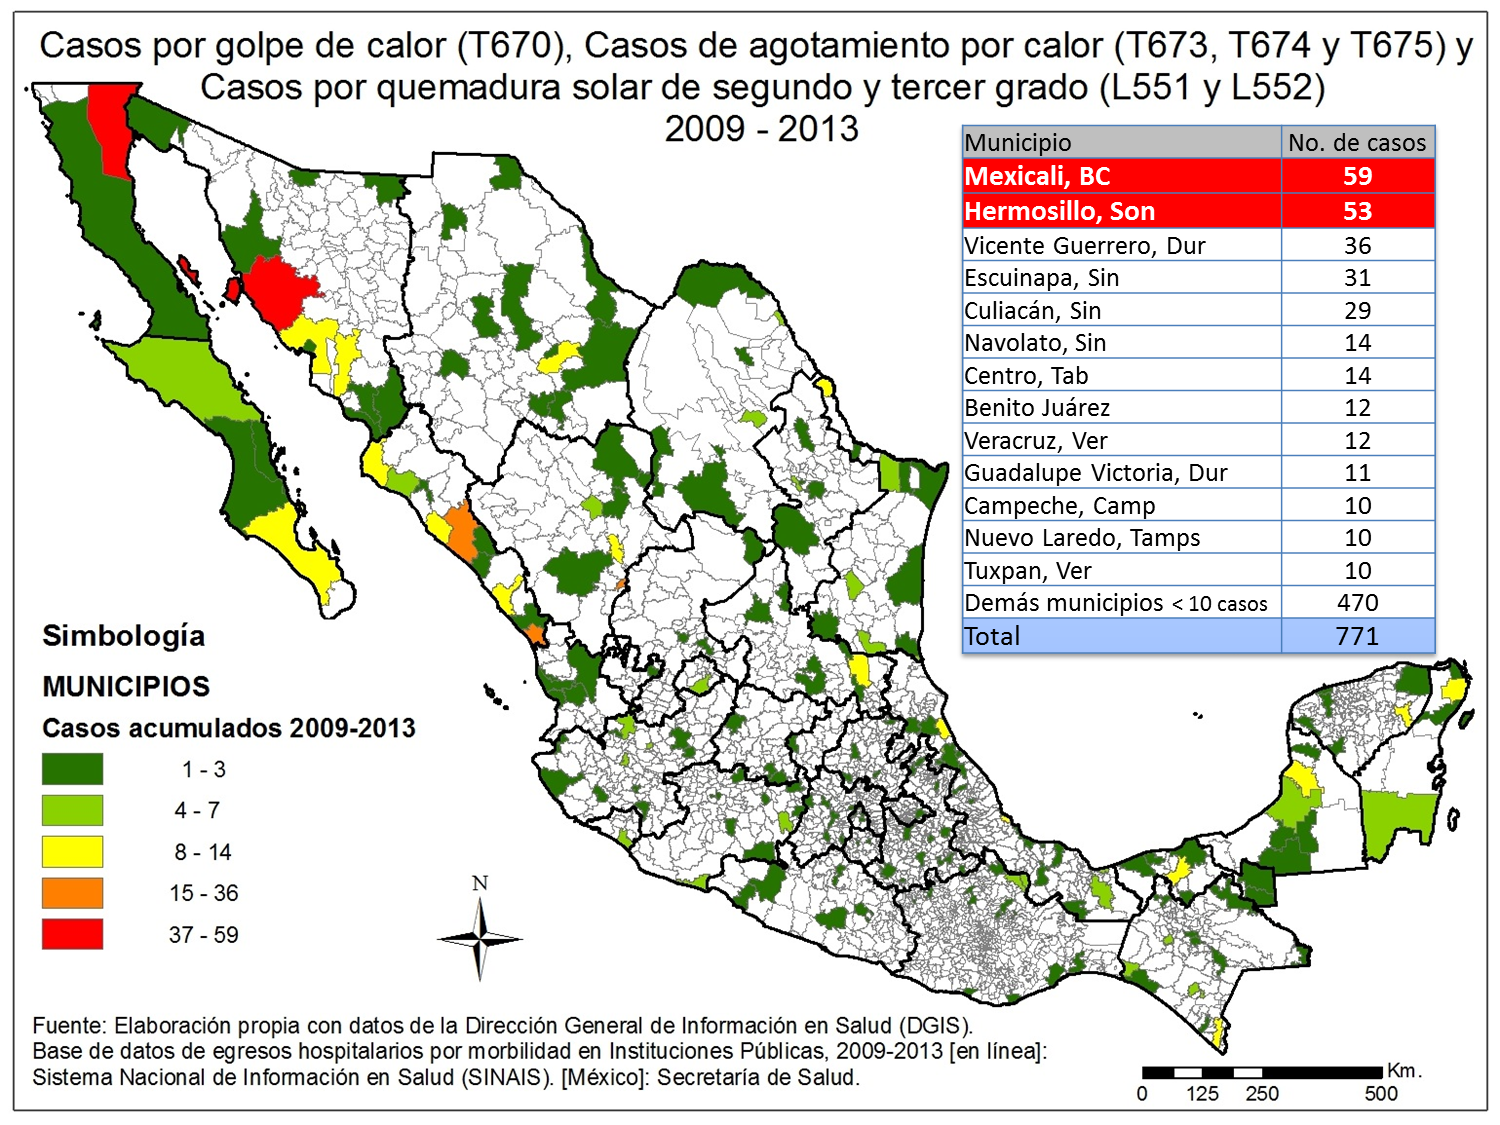 Casos por golpe de calor (T670), Casos de agotamiento por calor (T673, T674 y T675) y
Casos por quemadura solar de segundo y tercer grado (L551 y L552)
2009 - 2013
Municipio No. de casos
Mexicali, BC 59
Hermosillo, Son 53
Vicente Guerrero, Dur 36
Escuinapa, Sin 31
Culiacán, Sin 29
Navolato, Sin 14
Centro, Tab 14
Benito Juárez 12
Veracruz, Ver 12
Guadalupe Victoria, Dur 11
Campeche, Camp 10
Nuevo Laredo, Tamps 10
Tuxpan, Ver 10
Demás municipios < 10 casos 470
Total 771
Simbología
MUNICIPIOS
Casos acumulados 2009-2013
1 - 3
4 - 7
8 - 14
15 - 36
37 - 59
N
Fuente: Elaboración propia con datos de la Dirección General de Información en Salud (DGIS).
Base de datos de egresos hospitalarios por morbilidad en Instituciones Públicas, 2009-2013 [en línea]:
Sistema Nacional de Información en Salud (SINAIS). [México]: Secretaría de Salud.
Km.
0 125 250 500